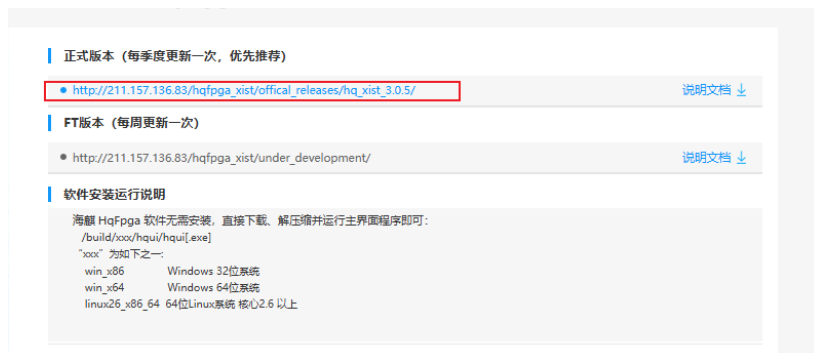 正式版本（每季度更新一次，优先推荐）
http://211.157.136.83/hqfpga_xist/offical_releases/hq_xist_3.0.5/ 说明文档
FT版本（每周更新一次）
http://211.157.136.83/hqfpga_xist/under_development/ 说明文档
软件安装运行说明
海麒 HqFpga 软件无需安装，直接下载、解压缩并运行主界面程序即可：
/build/xxx/hqui/hqui[.exe]
“xxx”为如下之一:
win_x86 Windows 32位系统
win_x64 Windows 64位系统
linux26_x86_64 64位Linux系统 核心2.6 以上